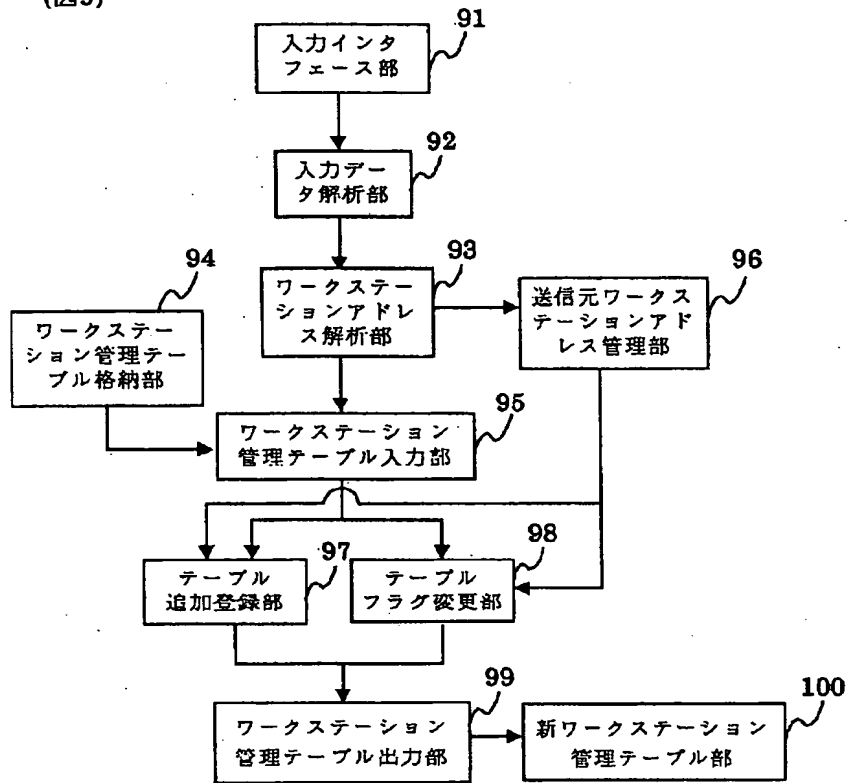 91
入力インタ
フェース部
92
入力デー
タ解析部
93
ワークステー
ションアドレ
ス解析部
94
ワークステー
ション管理テー
ブル格納部
96
送信元ワークス
テーションアド
レス管理部
95
ワークステーション
管理テーブル入力部
97
テーブル
追加登録部
98
テーブル
フラグ変更部
99
ワークステーション
管理テーブル出力部
100
新ワークステーション
管理テーブル部